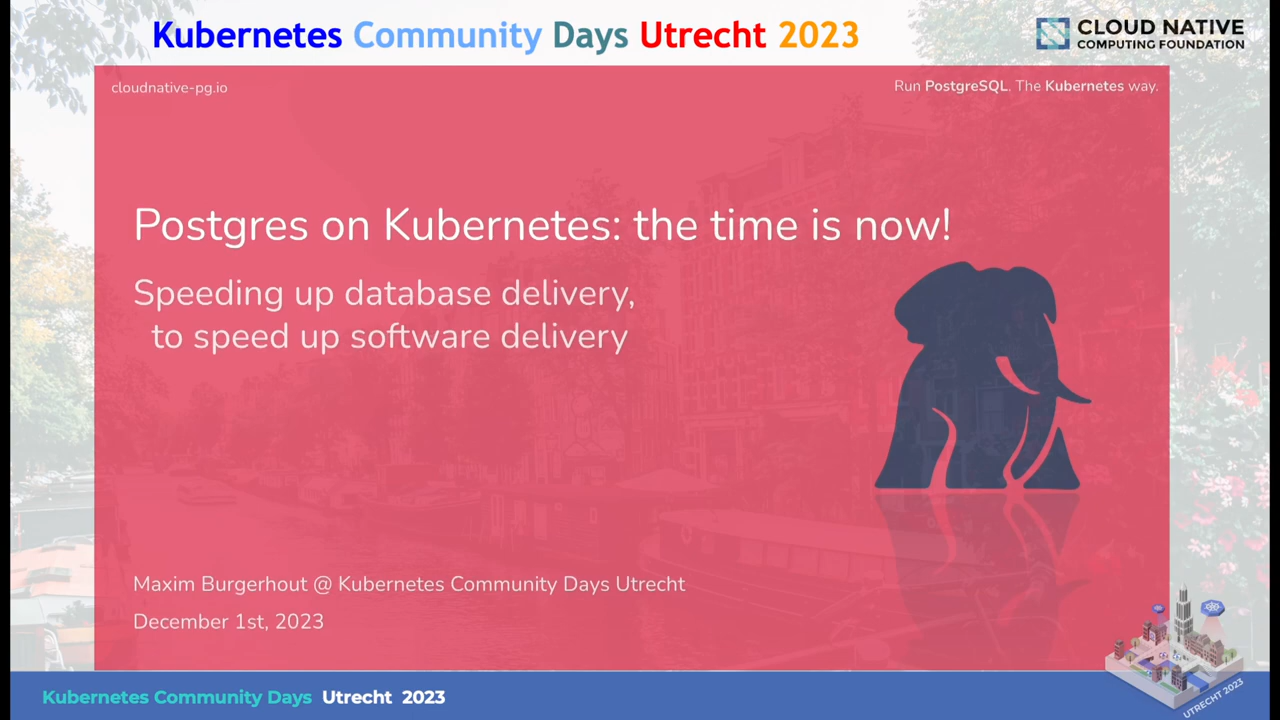 Kubernetes Community Days Utrecht 2023
CLOUD NATIVE
COMPUTING FOUNDATION
cloudnative-pg.io
Run PostgreSQL. The Kubernetes way.
Postgres on Kubernetes: the time is now!
Speeding up database delivery,
to speed up software delivery
Maxim Burgerhout @ Kubernetes Community Days Utrecht
December 1st, 2023
Kubernetes Community Days Utrecht 2023
UTRECHT 2023